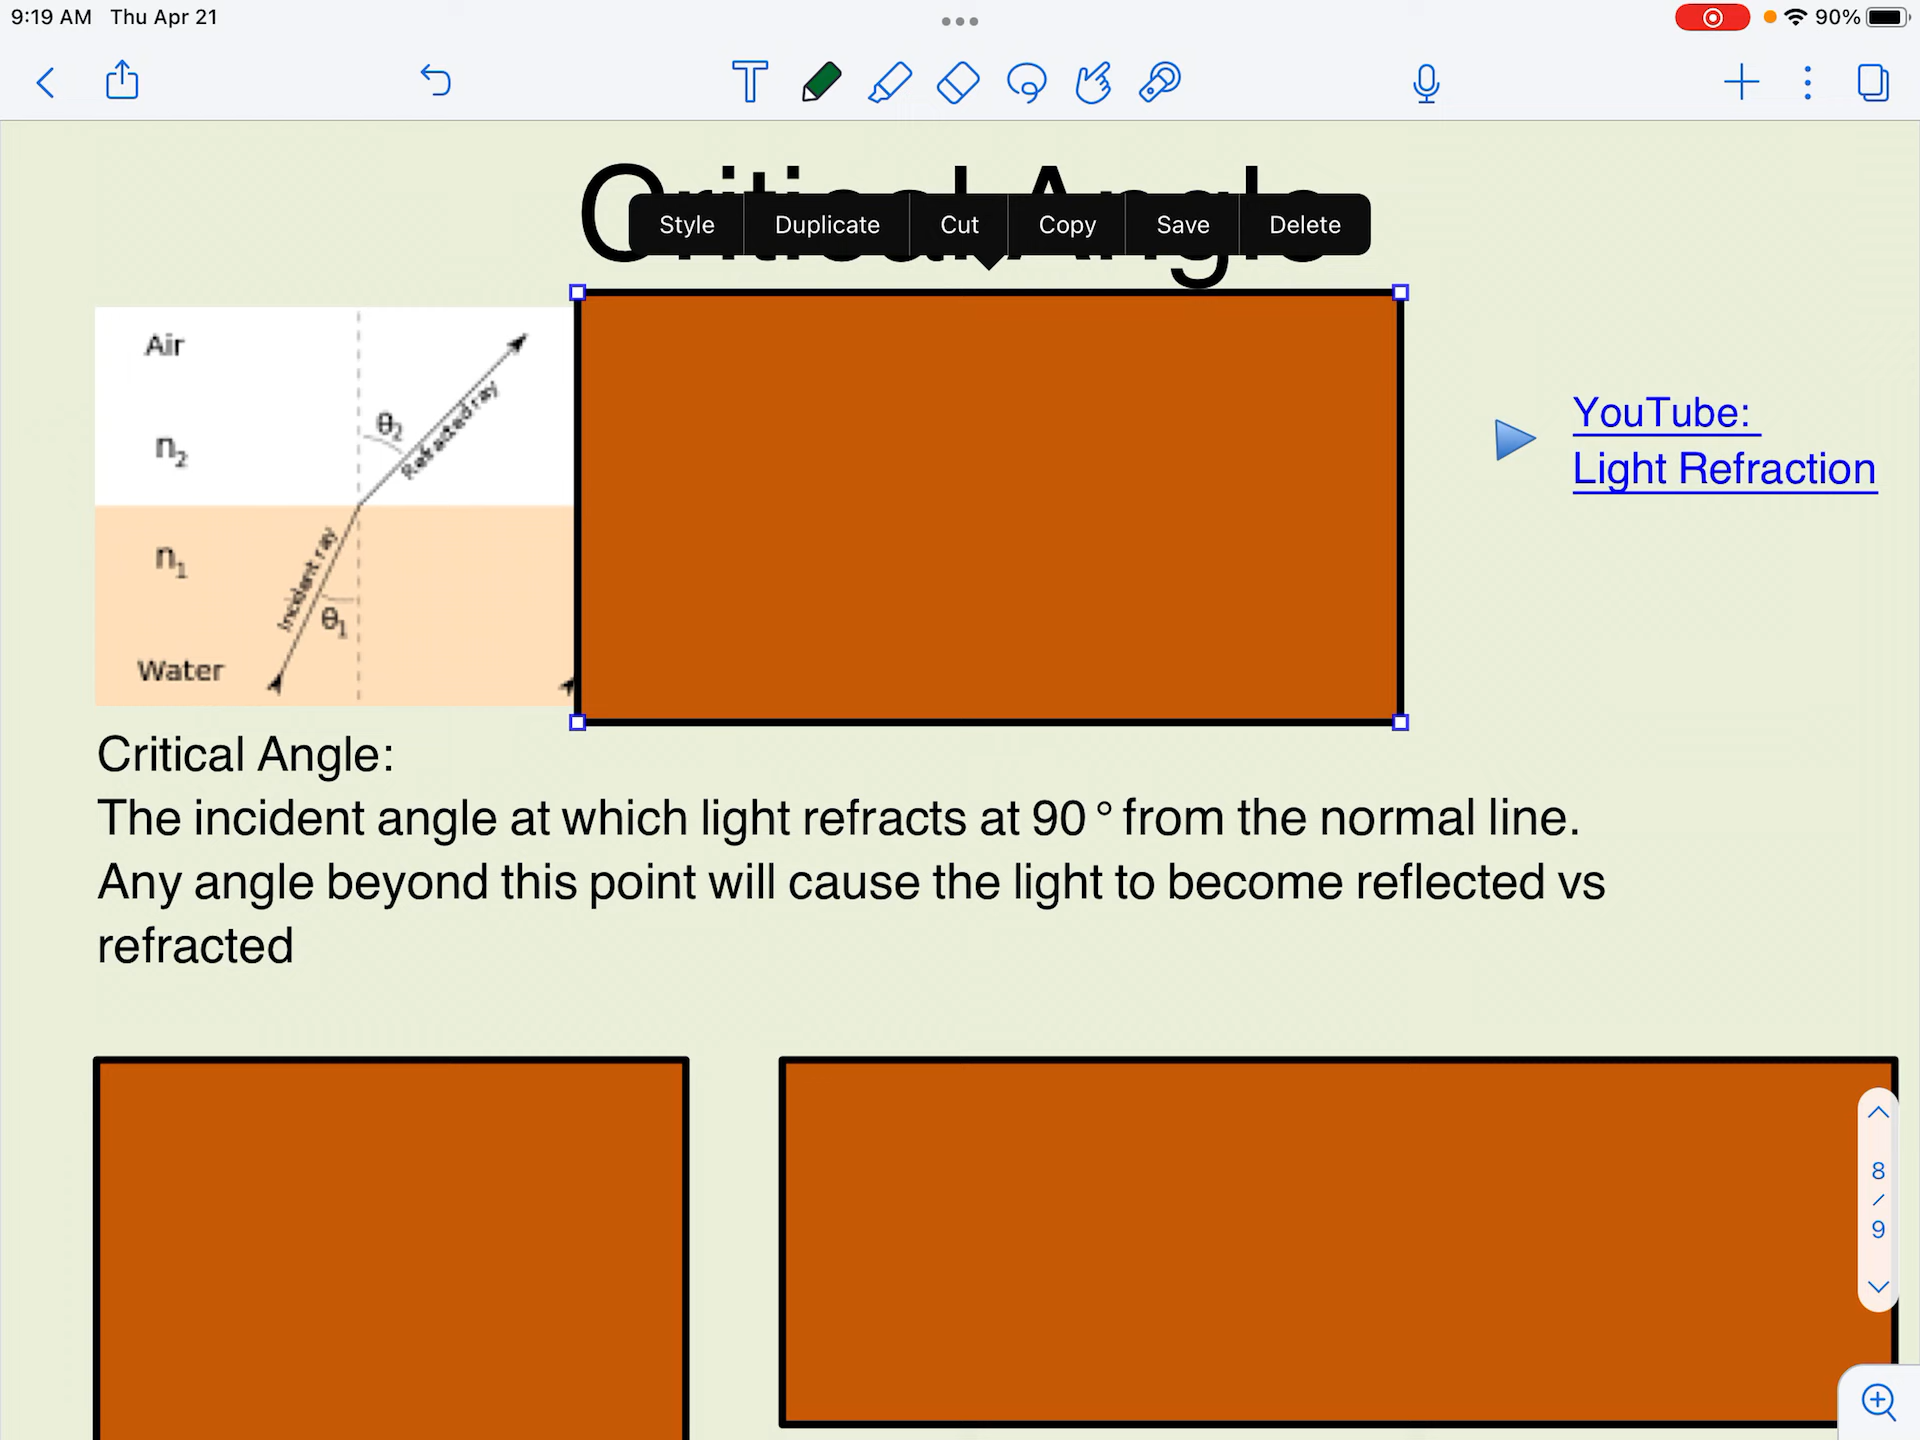 9:19 AM Thu Apr 21
90%
Critical Angle
Style Duplicate Cut Copy Save Delete
Air
n2
θ2
Refracted ray
n1
Incident ray
θ1
Water
YouTube:
Light Refraction
Critical Angle:
The incident angle at which light refracts at 90° from the normal line.
Any angle beyond this point will cause the light to become reflected vs
refracted
8
/
9